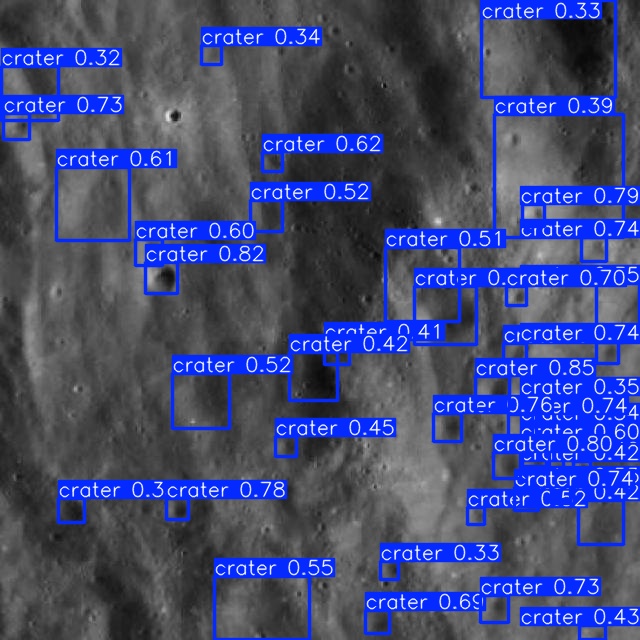 crater 0.33
crater 0.34
crater 0.32
crater 0.73
crater 0.39
crater 0.62
crater 0.61
crater 0.52
crater 0.79
crater 0.60
crater 0.74
crater 0.51
crater 0.82
crater
crater
crater 0.41
crater 0.74
crater 0.42
crater 0.52
crater 0.85
0.35
crater 0.76
0.74
crater 0.45
0.60
crater 0.80
0.42
crater 0.74
crater 0.3
crater 0.78
crater 0.52
0.42
crater 0.33
crater 0.55
crater 0.73
crater 0.69
crater 0.43